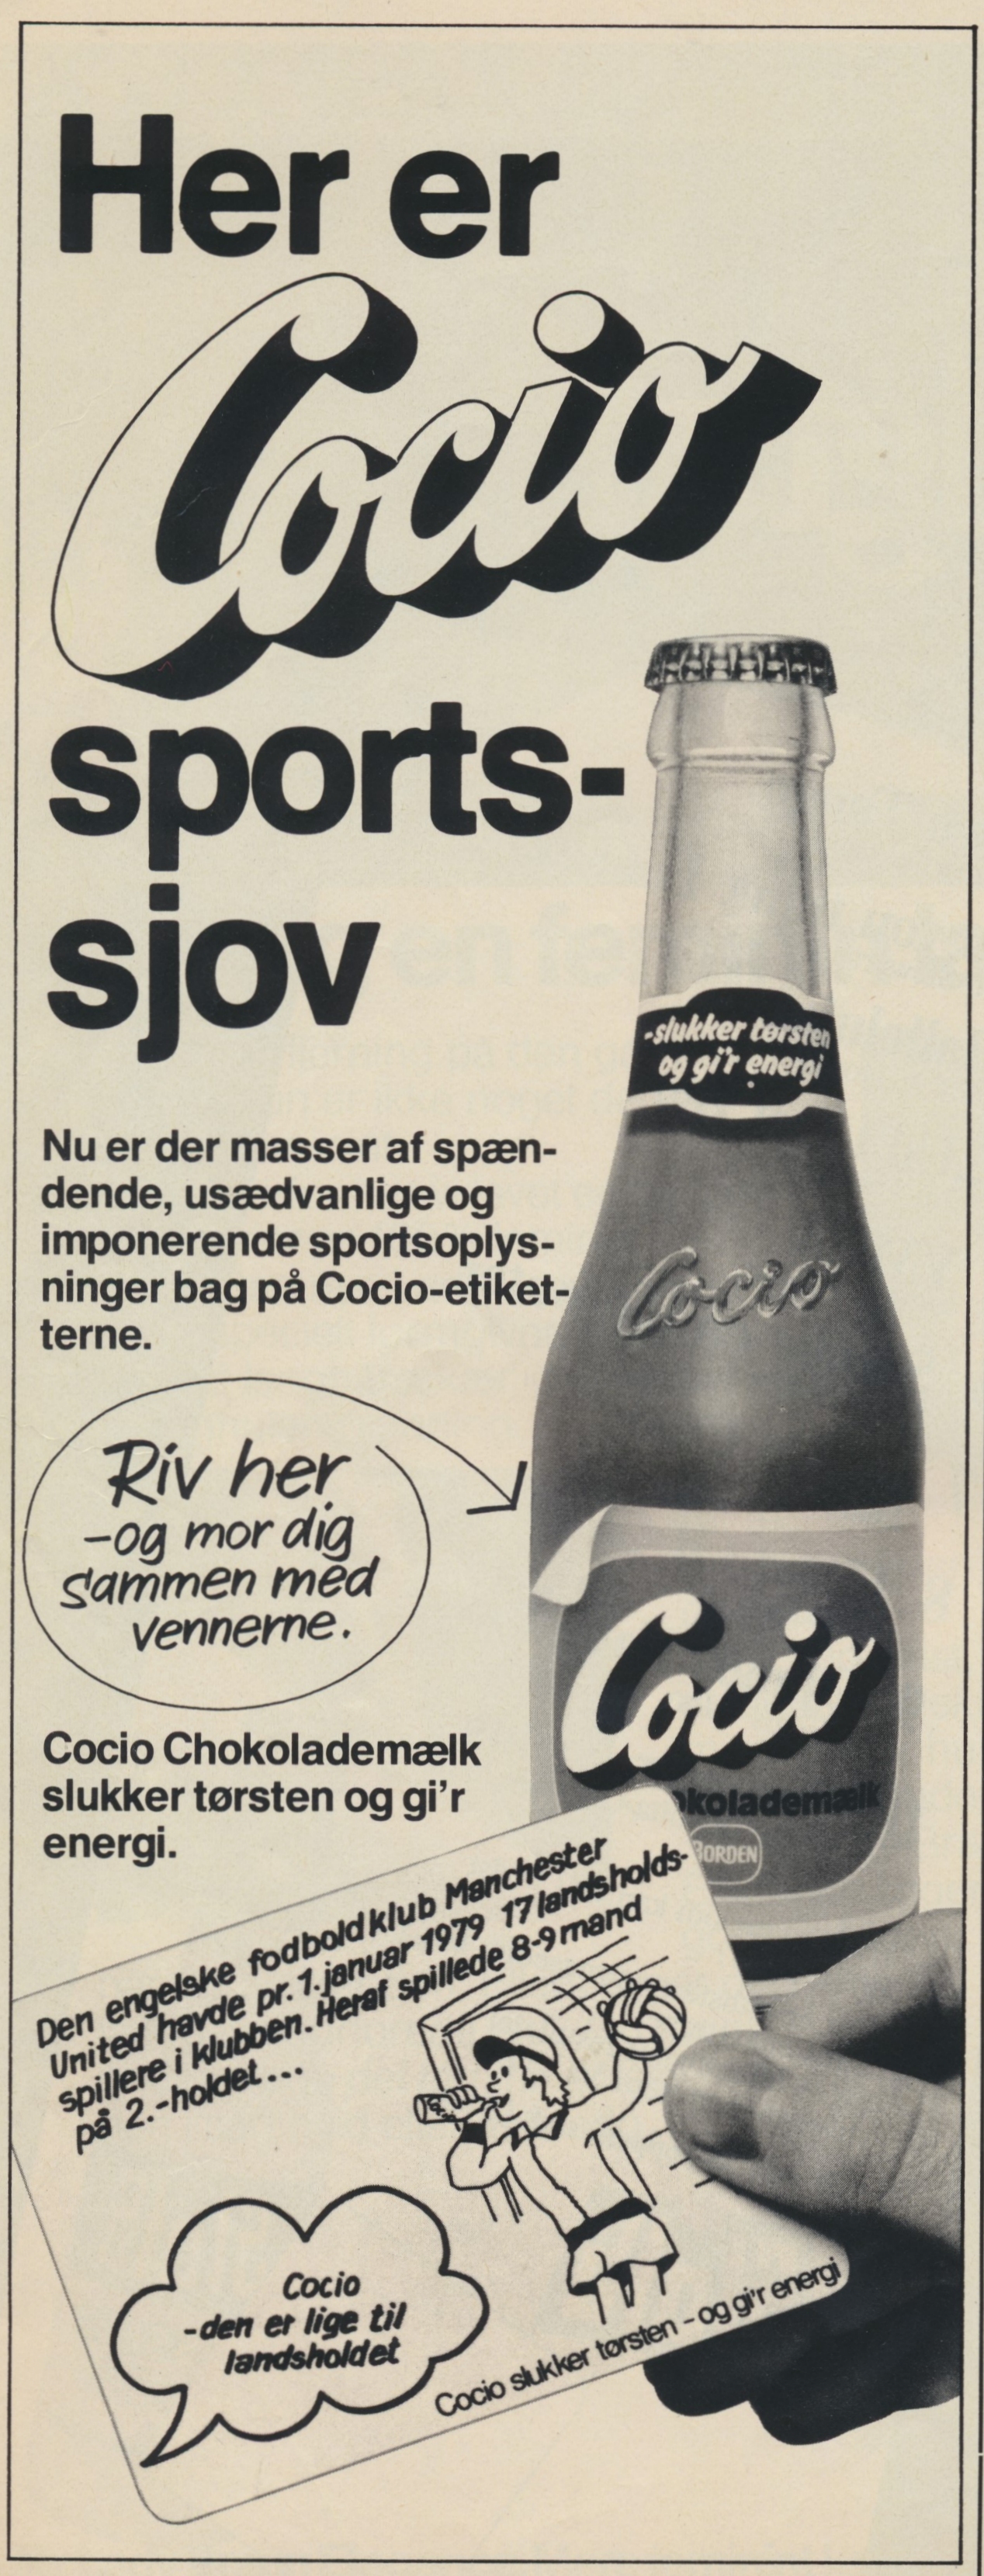 Her er
Cocio
sports-
sjov
-slukker tørsten
og gi'r energi
Nu er der masser af spæn-
dende, usædvanlige og
imponerende sportsoplys-
ninger bag på Cocio-etiket-
terne.
Cocio
Riv her
-og mor dig
sammen med
vennerne.
Cocio
okolademælk
BORDEN
Cocio Chokolademælk
slukker tørsten og gi'r
energi.
Den engelske fodboldklub Manchester
United havde pr. 1. januar 1979 17 landsholds-
spillere i klubben. Heraf spillede 8-9 mand
på 2.-holdet...
Cocio
-den er lige til
landsholdet
Cocio slukker tørsten - og gi'r energi